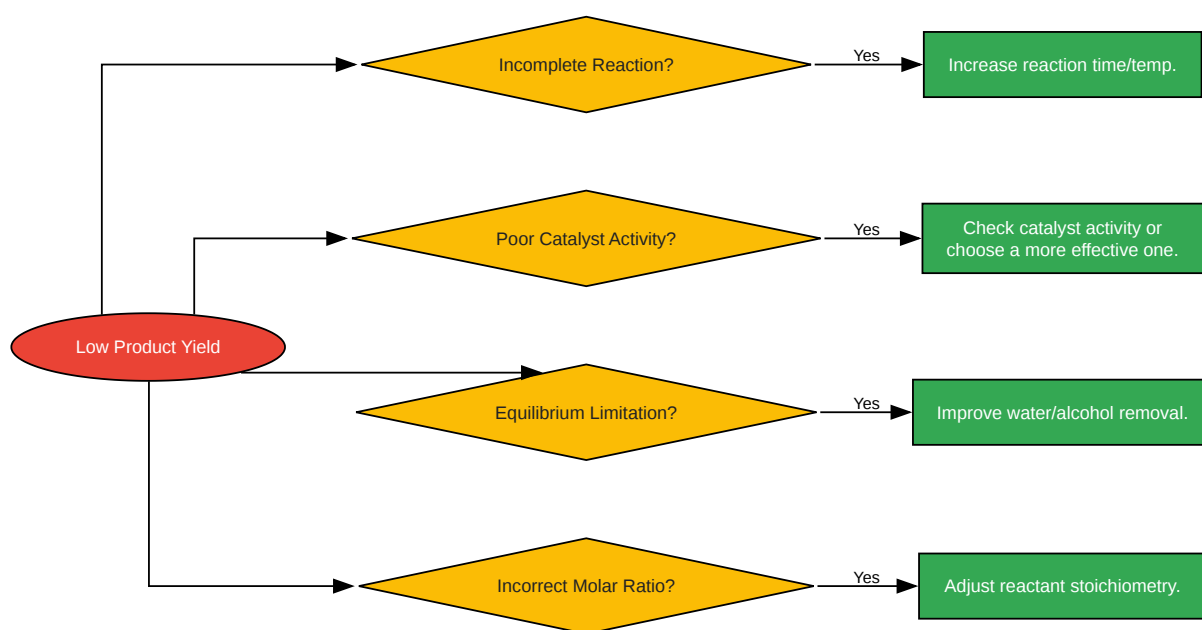 Incomplete Reaction?
Yes
Increase reaction time/temp.
Poor Catalyst Activity?
Yes
Check catalyst activity or
choose a more effective one.
Low Product Yield
Equilibrium Limitation?
Yes
Improve water/alcohol removal.
Incorrect Molar Ratio?
Yes
Adjust reactant stoichiometry.